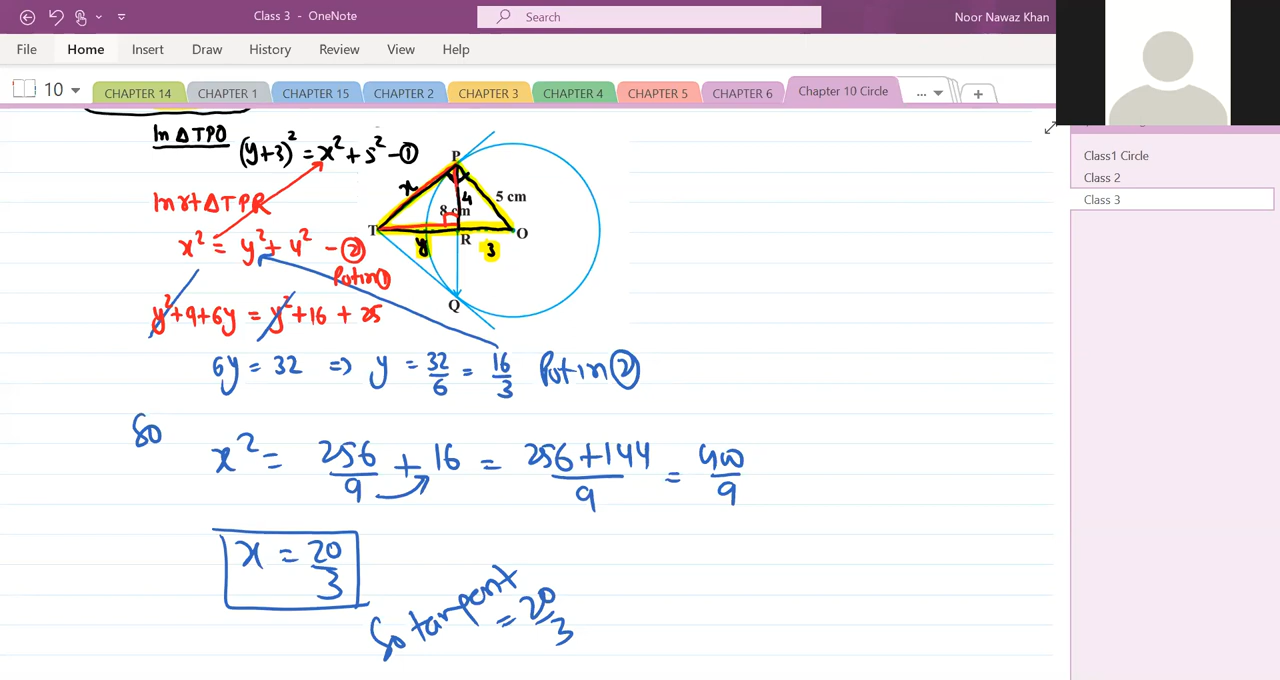 Class 3 - OneNote
Search
Noor Nawaz Khan
File Home Insert Draw History Review View Help
10 CHAPTER 14 CHAPTER 1 CHAPTER 15 CHAPTER 2 CHAPTER 3 CHAPTER 4 CHAPTER 5 CHAPTER 6 Chapter 10 Circle ... +
Class1 Circle
Class 2
Class 3
In Δ TPO (y+3)² = x² + 5² - ①
In rt Δ TPR
x² = y² + 4² - ②
Put in ①
y² + 9 + 6y = y² + 16 + 25
P
x
4
5 cm
8 cm
T
R
O
y
3
Q
6y = 32 ⇒ y = 32/6 = 16/3 Put in ②
So
x² = 256/9 + 16 = 256+144/9 = 400/9
x = 20/3
So tangent = 20/3